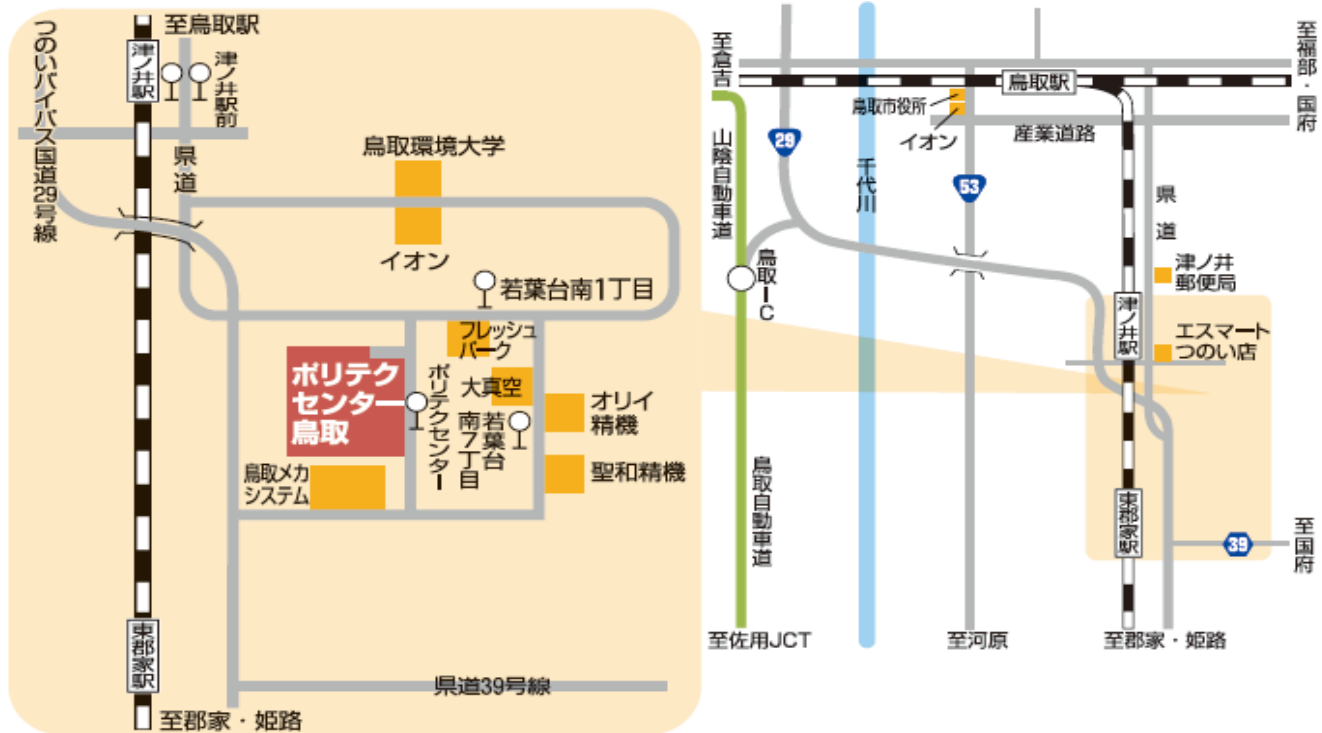 至鳥取駅
つのいバイパス国道29号線
津ノ井駅
津ノ井駅前
県道
鳥取環境大学
イオン
若葉台南1丁目
フレッシュ
パーク
ポリテク
センター
鳥取
ポリテクセンター
大真空
若葉台
南7丁目
オリイ
精機
聖和精機
鳥取メカ
システム
東郡家駅
県道39号線
至郡家・姫路
至倉吉
29
千代川
鳥取駅
至福部・国府
鳥取市役所
イオン
産業道路
山陰自動車道
53
県道
鳥取IC
津ノ井
郵便局
津ノ井駅
エスマート
つのい店
鳥取自動車道
東郡家駅
39
至国府
至佐用JCT
至河原
至郡家・姫路